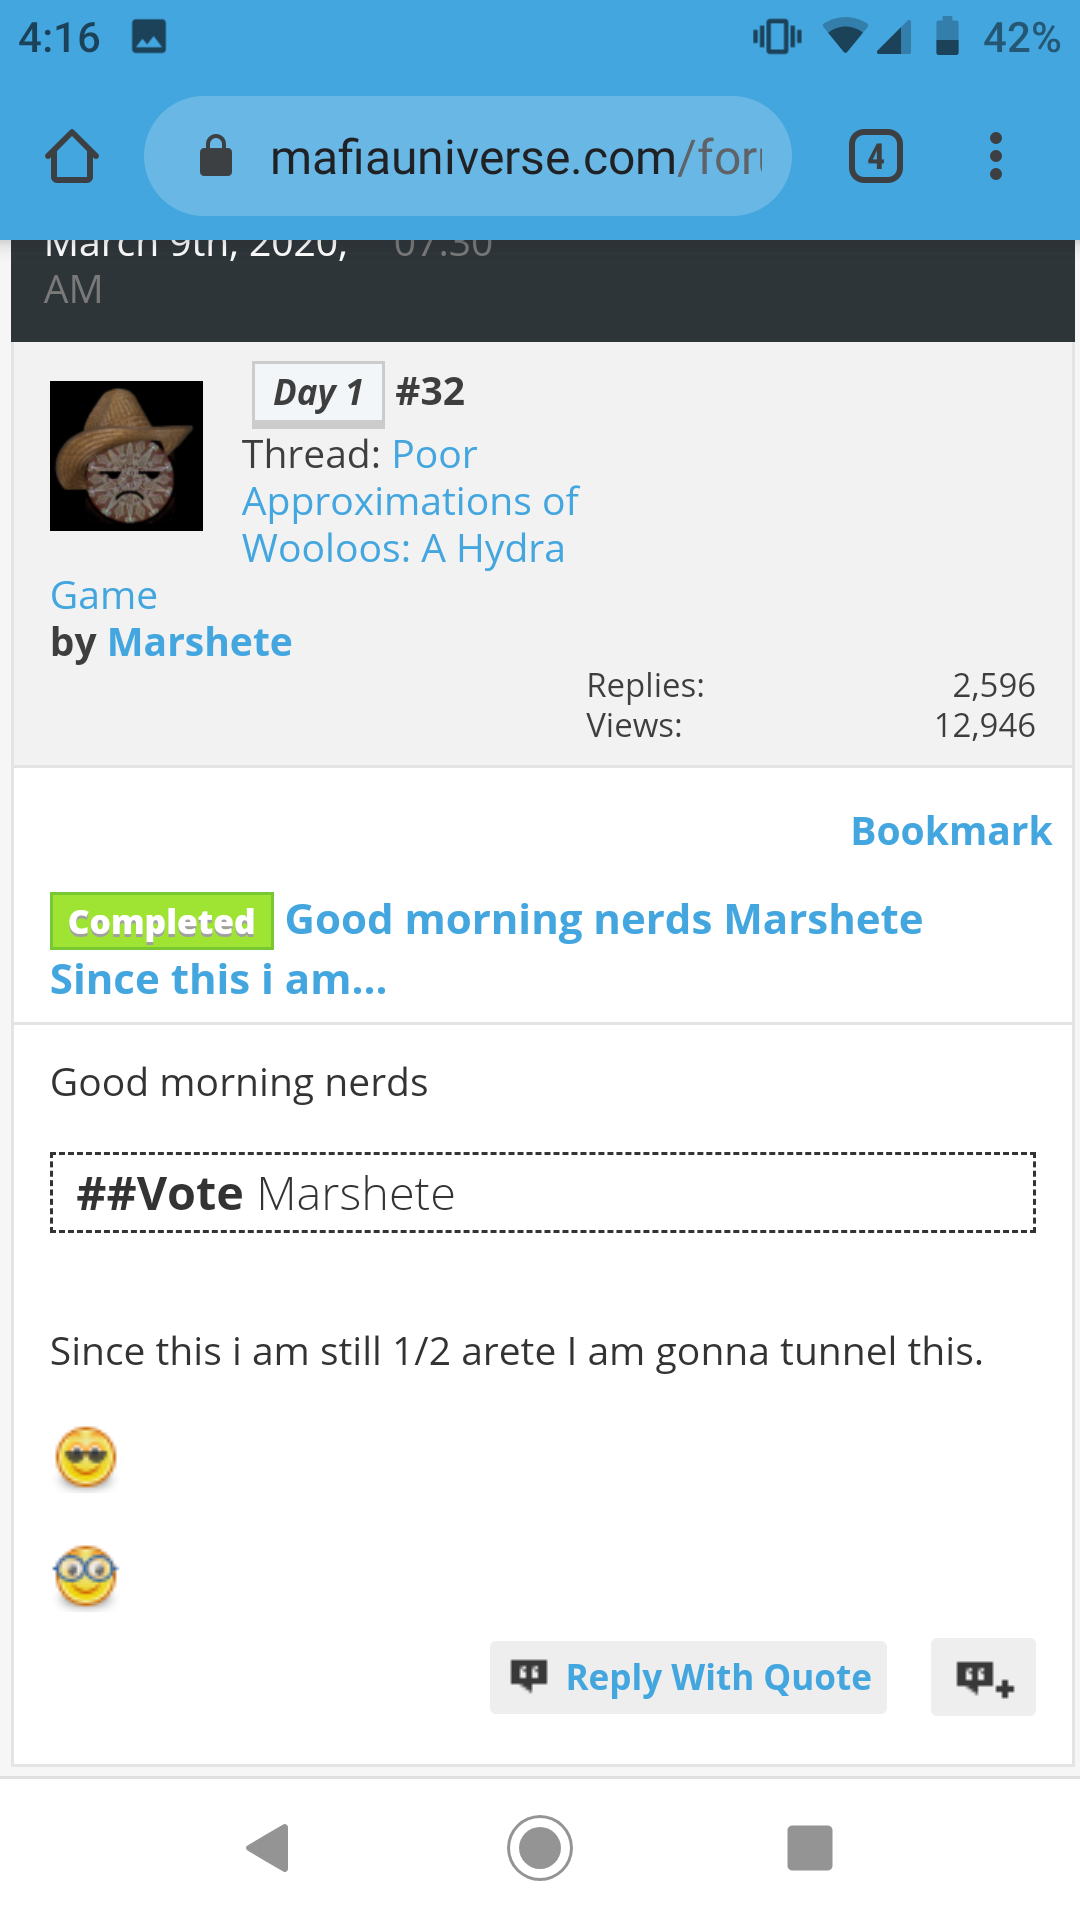 4:16 42%
mafiauniverse.com/for
4
March 9th, 2020, 07:30
AM
Day 1 #32
Thread: Poor
Approximations of
Wooloos: A Hydra
Game
by Marshete
Replies: 2,596
Views: 12,946
Bookmark
Completed Good morning nerds Marshete
Since this i am...
Good morning nerds
##Vote Marshete
Since this i am still 1/2 arete I am gonna tunnel this.
Reply With Quote